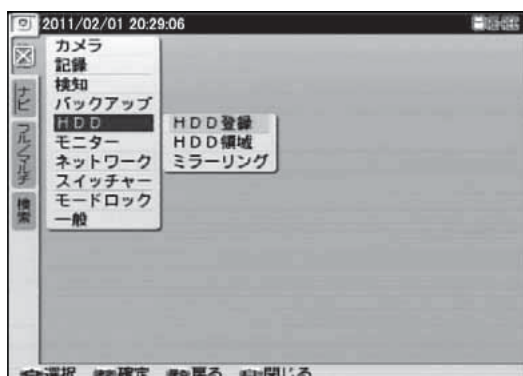 2011/02/01 20:29:06
カメラ
記録
検知
バックアップ
HDD
HDD登録
HDD領域
ミラーリング
モニター
ネットワーク
スイッチャー
モードロック
一般
ナビ
フル/マルチ
検索
選択 確定 戻る 閉じる